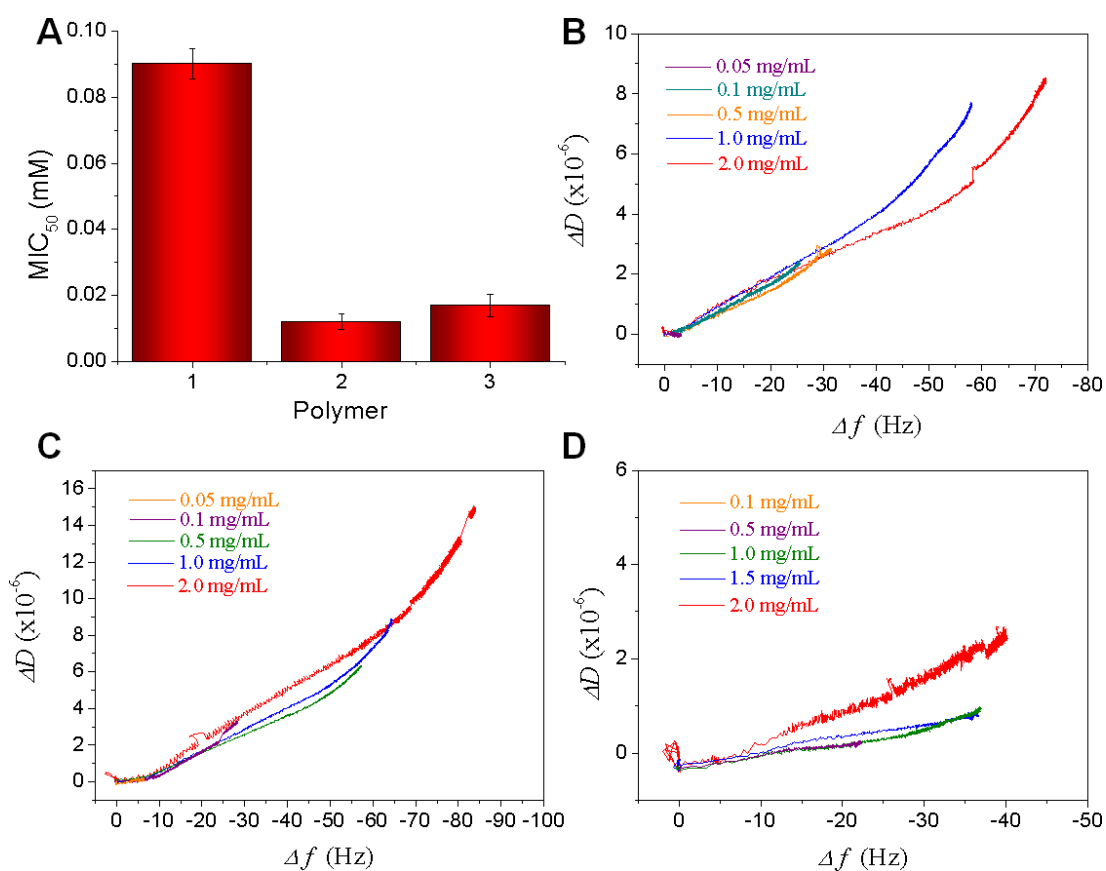 A
0.10
0.08
0.06
0.04
0.02
0.00
MIC50 (mM)
1
2
3
Polymer
B
10
8
6
4
2
0
ΔD (x10-6)
0.05 mg/mL
0.1 mg/mL
0.5 mg/mL
1.0 mg/mL
2.0 mg/mL
0 -10 -20 -30 -40 -50 -60 -70 -80
Δf (Hz)
C
16
14
12
10
8
6
4
2
0
ΔD (x10-6)
0.05 mg/mL
0.1 mg/mL
0.5 mg/mL
1.0 mg/mL
2.0 mg/mL
0 -10 -20 -30 -40 -50 -60 -70 -80 -90 -100
Δf (Hz)
D
6
4
2
0
ΔD (x10-6)
0.1 mg/mL
0.5 mg/mL
1.0 mg/mL
1.5 mg/mL
2.0 mg/mL
0 -10 -20 -30 -40 -50
Δf (Hz)